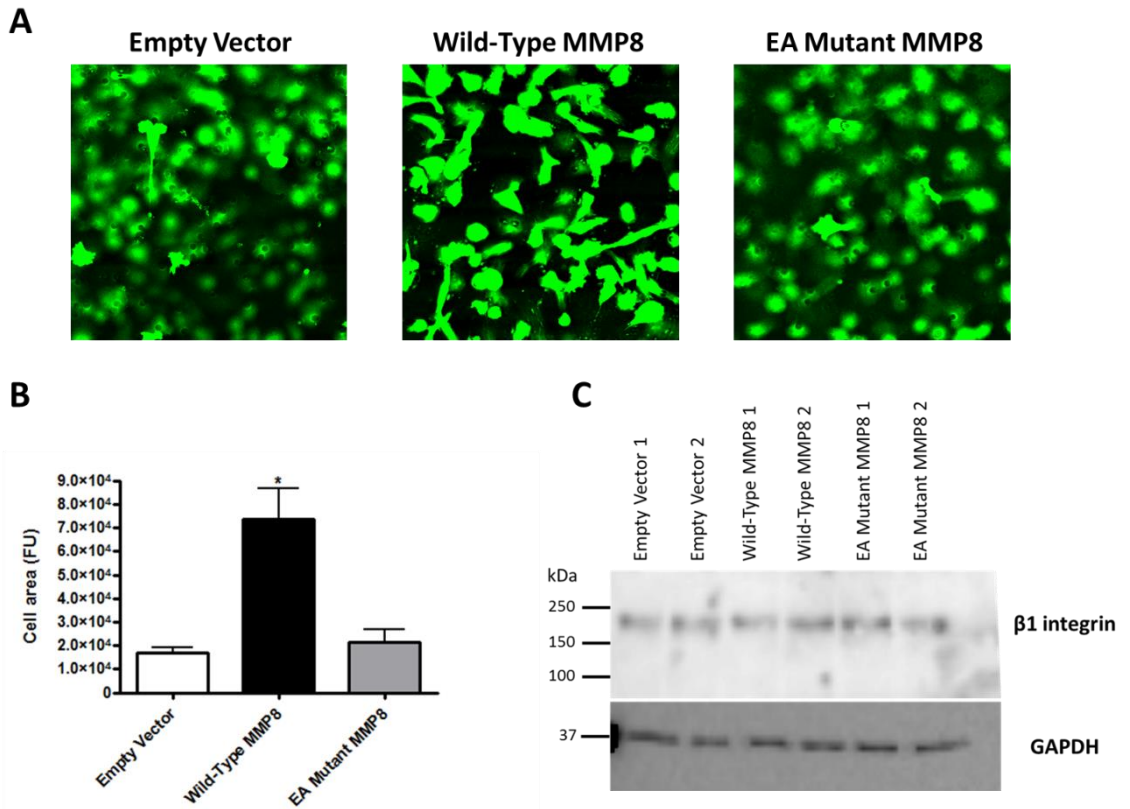 A
Empty Vector
Wild-Type MMP8
EA Mutant MMP8
B
Cell area (FU)
9.0×10⁴
8.0×10⁴
7.0×10⁴
6.0×10⁴
5.0×10⁴
4.0×10⁴
3.0×10⁴
2.0×10⁴
1.0×10⁴
0
*
Empty Vector
Wild-Type MMP8
EA Mutant MMP8
C
Empty Vector 1
Empty Vector 2
Wild-Type MMP8 1
Wild-Type MMP8 2
EA Mutant MMP8 1
EA Mutant MMP8 2
kDa
250
150
100
β1 integrin
37
GAPDH